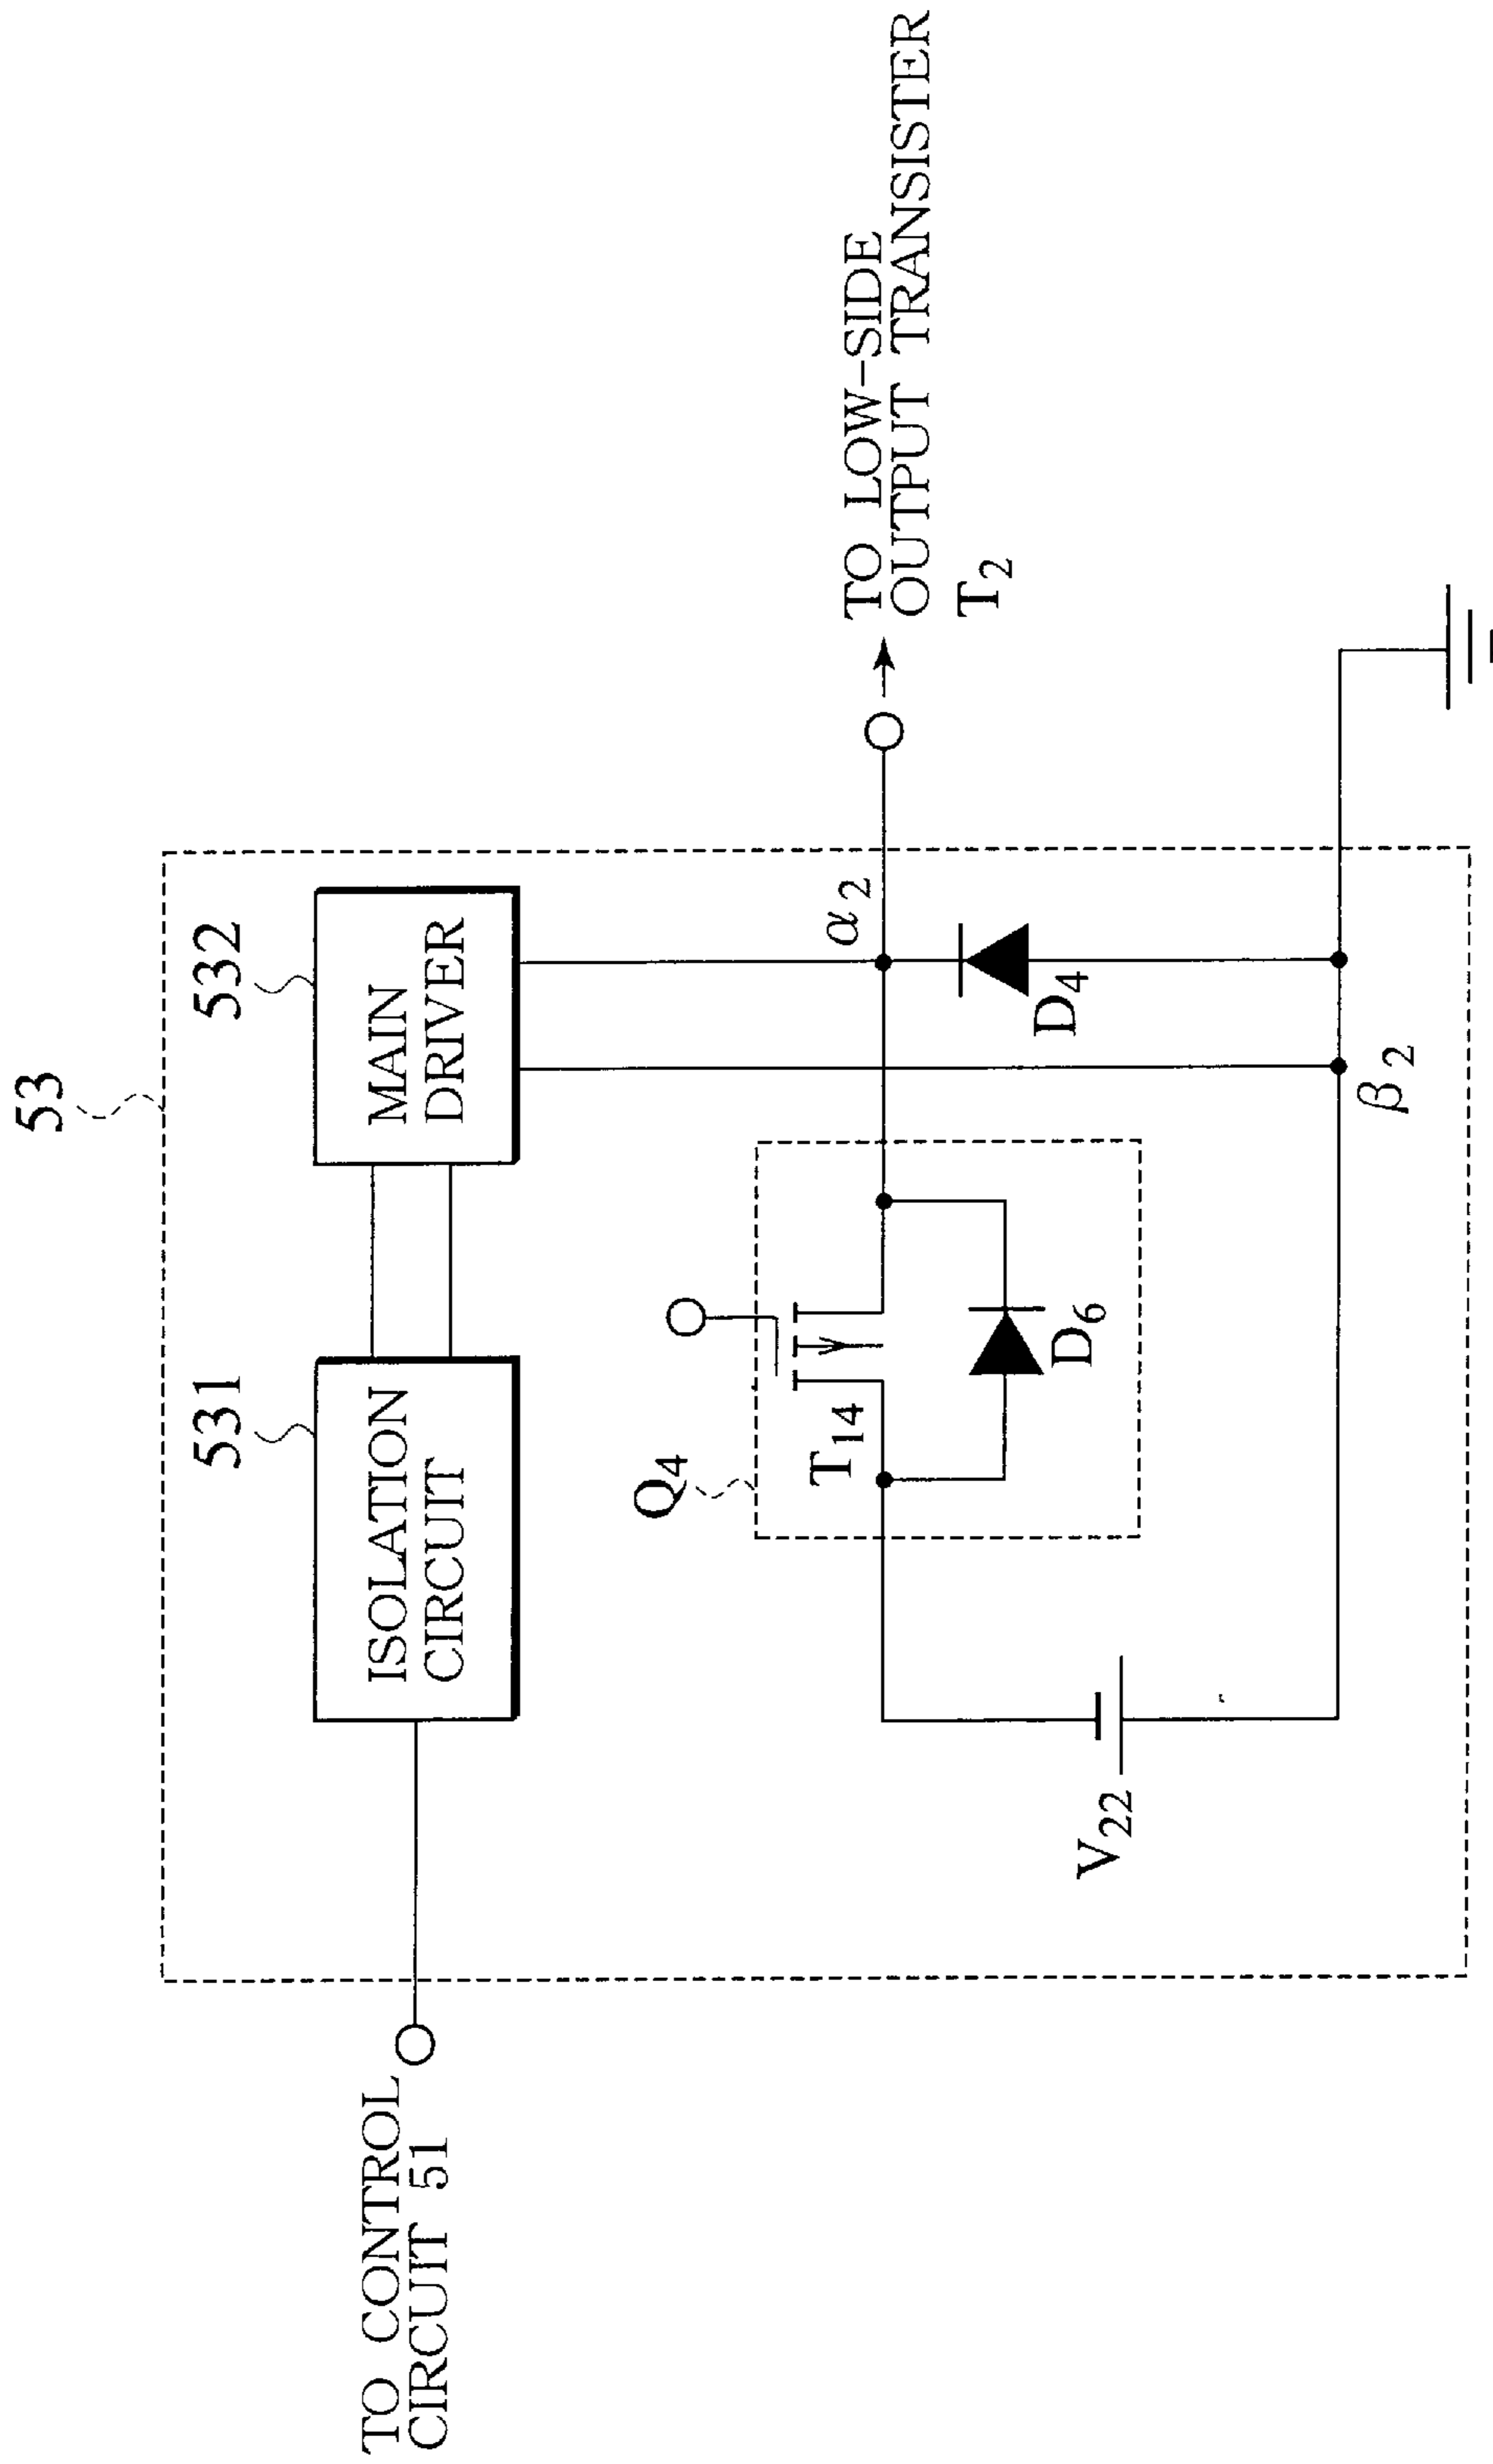 53
531
532
ISOLATION
CIRCUIT
MAIN
DRIVER
TO CONTROL
CIRCUIT 51
Q4
T14
D6
α2
D4
V22
β2
TO LOW-SIDE
OUTPUT TRANSISTER
T2